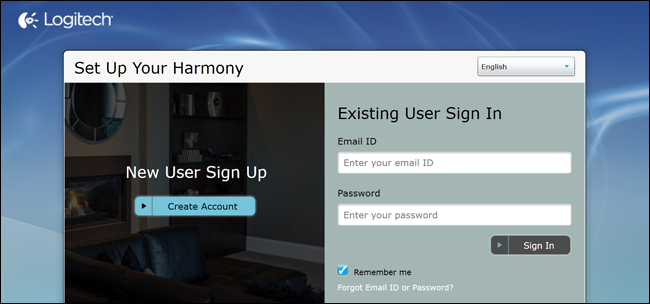 Logitech
Set Up Your Harmony
English
New User Sign Up
Create Account
Existing User Sign In
Email ID
Enter your email ID
Password
Enter your password
Sign In
Remember me
Forgot Email ID or Password?